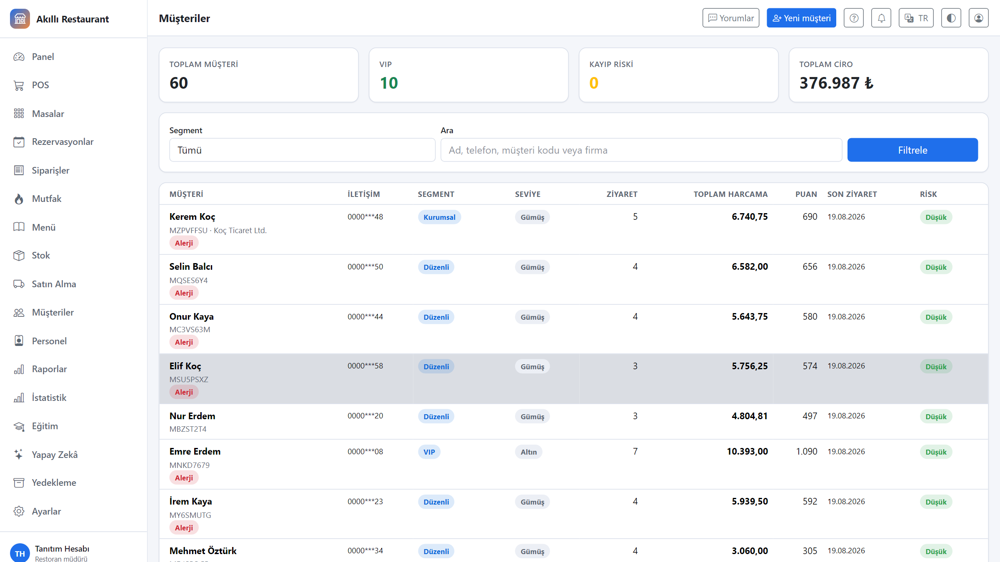 Akıllı Restaurant
Panel
POS
Masalar
Rezervasyonlar
Siparişler
Mutfak
Menü
Stok
Satın Alma
Müşteriler
Personel
Raporlar
İstatistik
Eğitim
Yapay Zekâ
Yedekleme
Ayarlar
TH
Tanıtım Hesabı
Restoran müdürü
Müşteriler
Yorumlar
Yeni müşteri
TR
TOPLAM MÜŞTERİ
60
VIP
10
KAYIP RİSKİ
0
TOPLAM CİRO
376.987 ₺
Segment
Tümü
Ara
Ad, telefon, müşteri kodu veya firma
Filtrele
MÜŞTERİ İLETİŞİM SEGMENT SEVİYE ZİYARET TOPLAM HARCAMA PUAN SON ZİYARET RİSK
Kerem Koç 0000***48 Kurumsal Gümüş 5 6.740,75 690 19.08.2026 Düşük
MZPVFFSU · Koç Ticaret Ltd.
Alerji
Selin Balcı 0000***50 Düzenli Gümüş 4 6.582,00 656 19.08.2026 Düşük
MQSES6Y4
Alerji
Onur Kaya 0000***44 Düzenli Gümüş 4 5.643,75 580 19.08.2026 Düşük
MC3VS63M
Alerji
Elif Koç 0000***58 Düzenli Gümüş 3 5.756,25 574 19.08.2026 Düşük
MSU5PSXZ
Alerji
Nur Erdem 0000***20 Düzenli Gümüş 3 4.804,81 497 19.08.2026 Düşük
MBZST2T4
Emre Erdem 0000***08 VIP Altın 7 10.393,00 1.090 19.08.2026 Düşük
MNKD7679
Alerji
İrem Kaya 0000***23 Düzenli Gümüş 4 5.939,50 592 19.08.2026 Düşük
MY6SMUTG
Alerji
Mehmet Öztürk 0000***34 Düzenli Gümüş 4 3.060,00 305 19.08.2026 Düşük